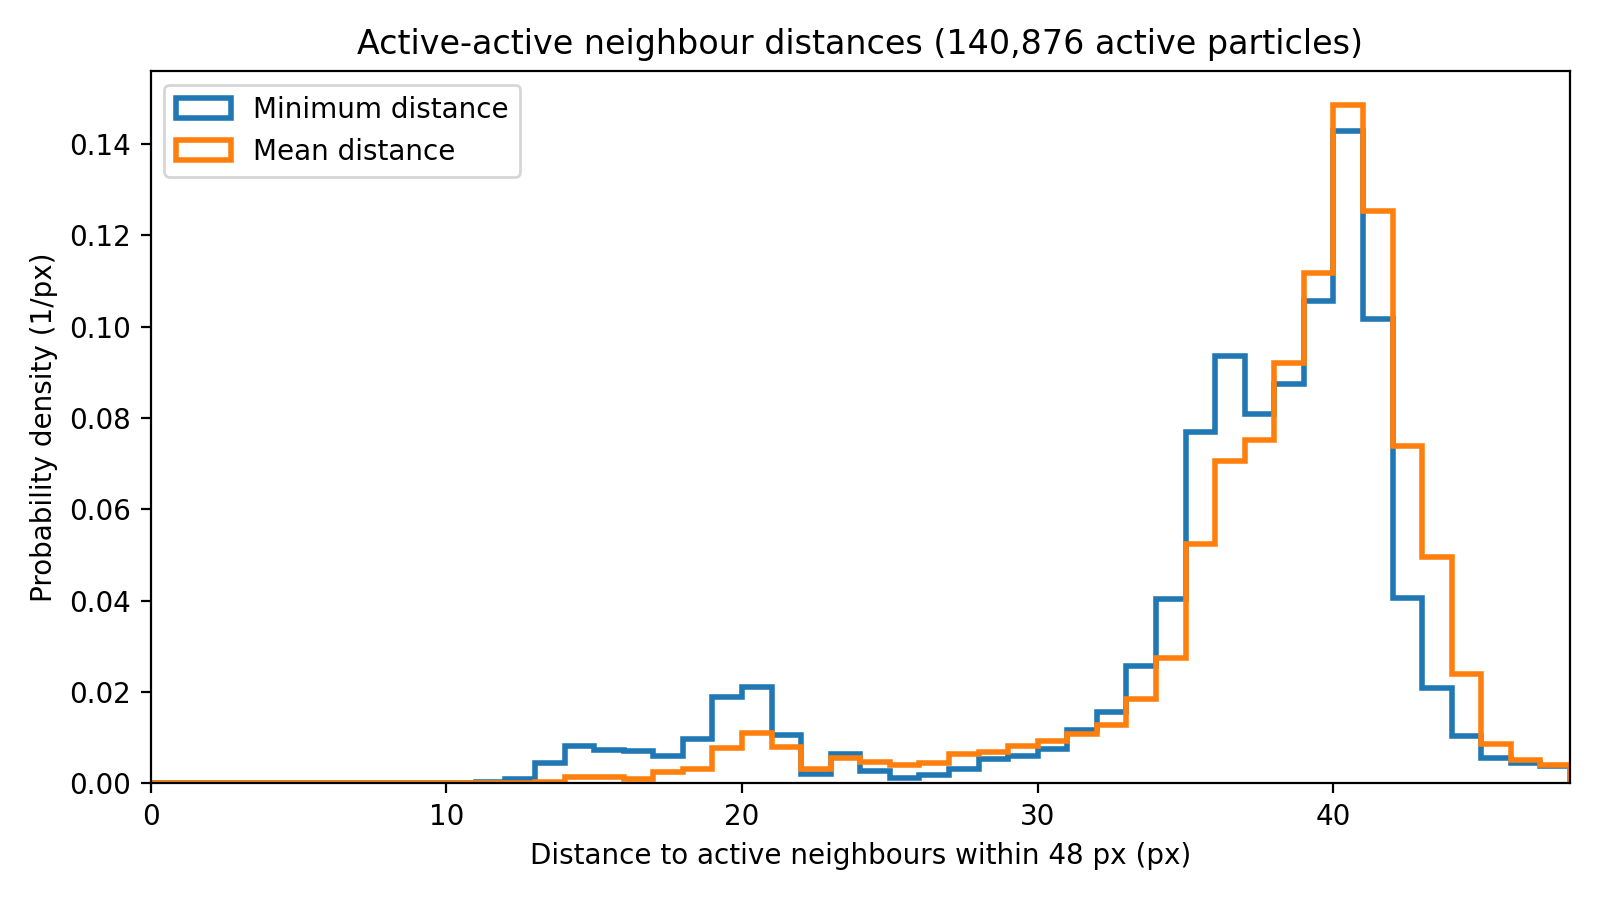 Active-active neighbour distances (140,876 active particles)
Minimum distance
Mean distance
Probability density (1/px)
0.14
0.12
0.10
0.08
0.06
0.04
0.02
0.00
0
10
20
30
40
Distance to active neighbours within 48 px (px)